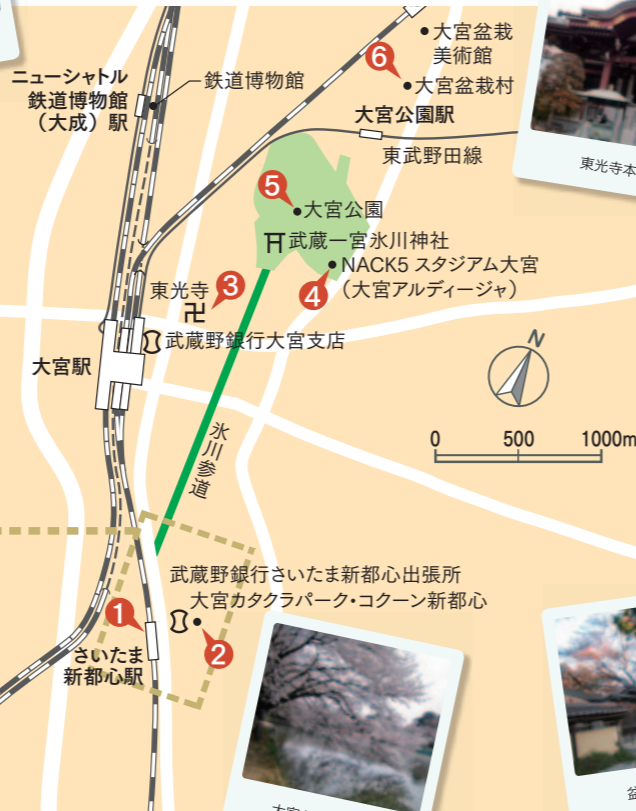 大宮盆栽
美術館
6
大宮盆栽村
ニューシャトル
鉄道博物館
（大成）駅
鉄道博物館
大宮公園駅
東武野田線
東光寺本
5
大宮公園
武蔵一宮氷川神社
NACK5 スタジアム大宮
（大宮アルディージャ）
4
東光寺
3
卍
武蔵野銀行大宮支店
大宮駅
N
0 500 1000m
氷川参道
武蔵野銀行さいたま新都心出張所
大宮カタクラパーク・コクーン新都心
1
2
さいたま
新都心駅